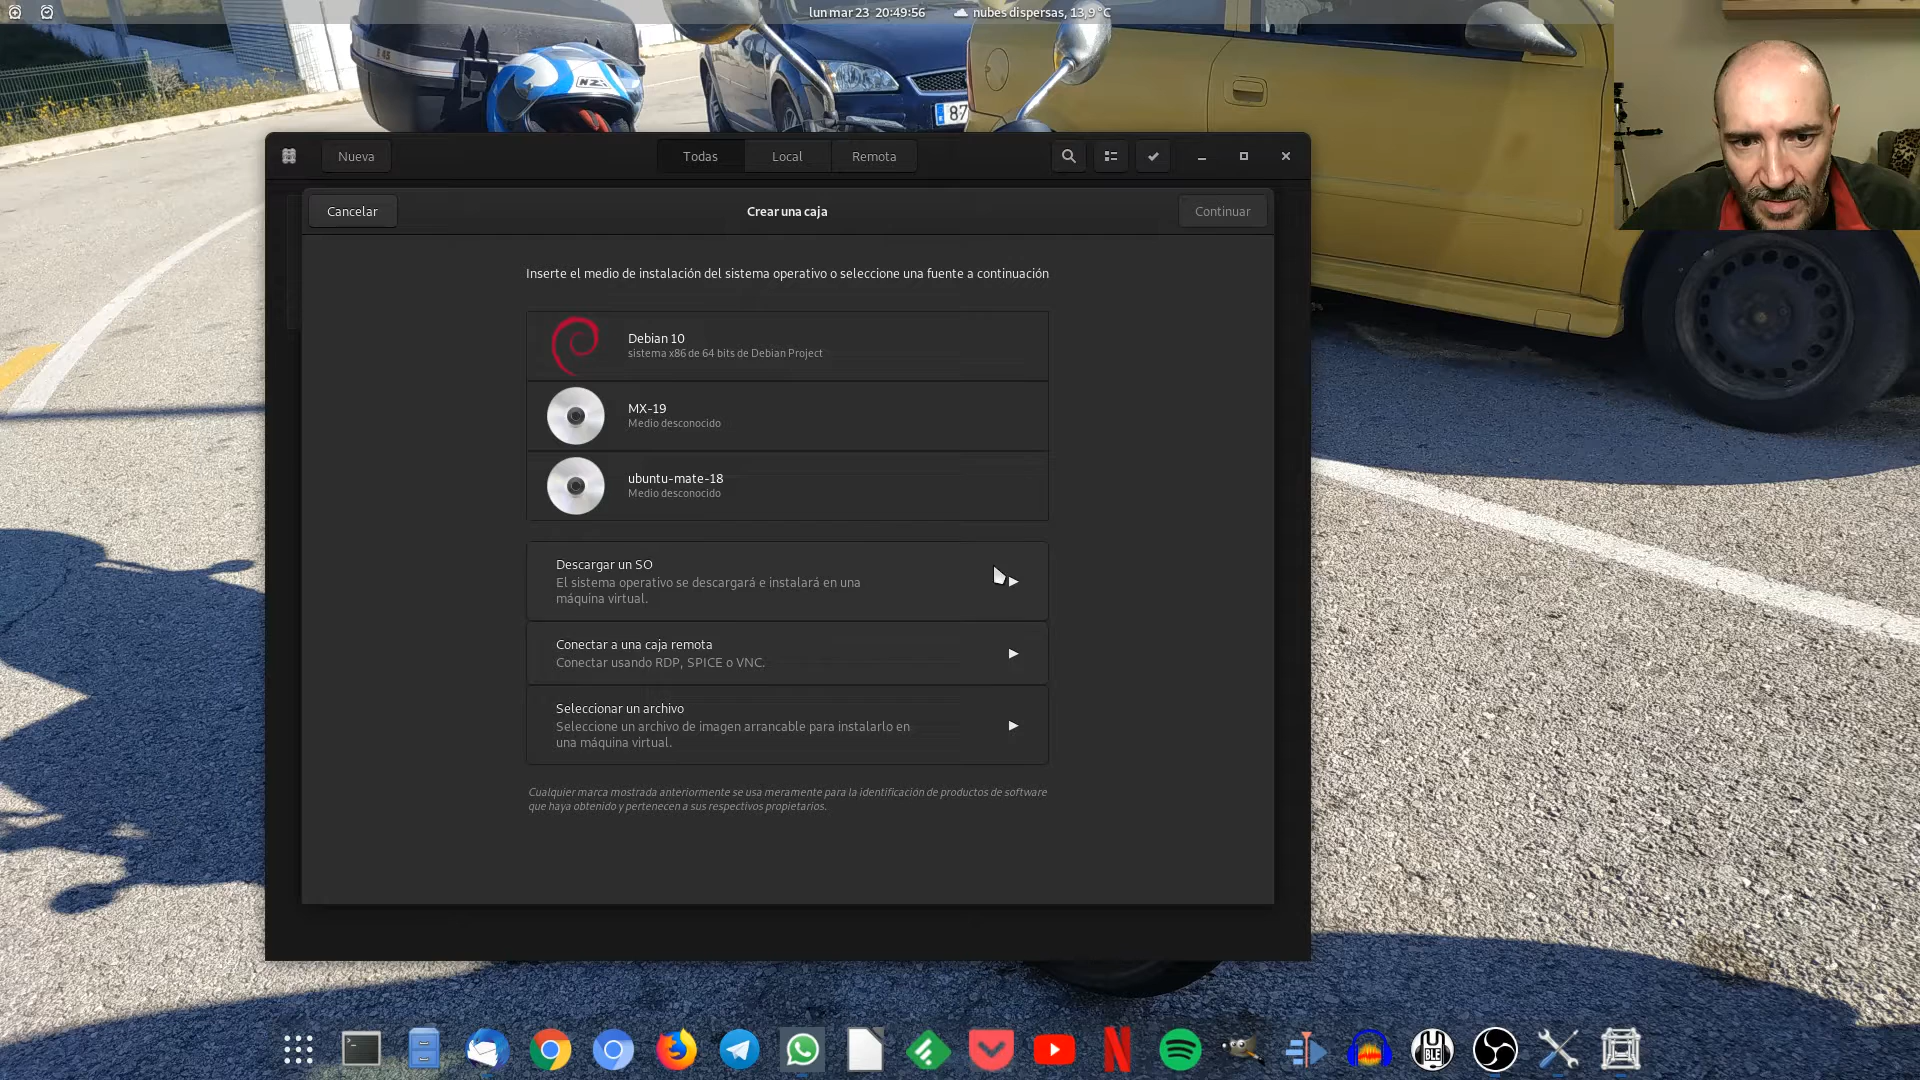 lun mar 23 20:49:56
nubes dispersas, 13,9 °C
NZI
87
Nueva
Todas
Local
Remota
Cancelar
Crear una caja
Continuar
Inserte el medio de instalación del sistema operativo o seleccione una fuente a continuación
Debian 10
sistema x86 de 64 bits de Debian Project
MX-19
Medio desconocido
ubuntu-mate-18
Medio desconocido
Descargar un SO
El sistema operativo se descargará e instalará en una
máquina virtual.
Conectar a una caja remota
Conectar usando RDP, SPICE o VNC.
Seleccionar un archivo
Seleccione un archivo de imagen arrancable para instalarlo en
una máquina virtual.
Cualquier marca mostrada anteriormente se usa meramente para la identificación de productos de software
que haya obtenido y pertenecen a sus respectivos propietarios.
BLE